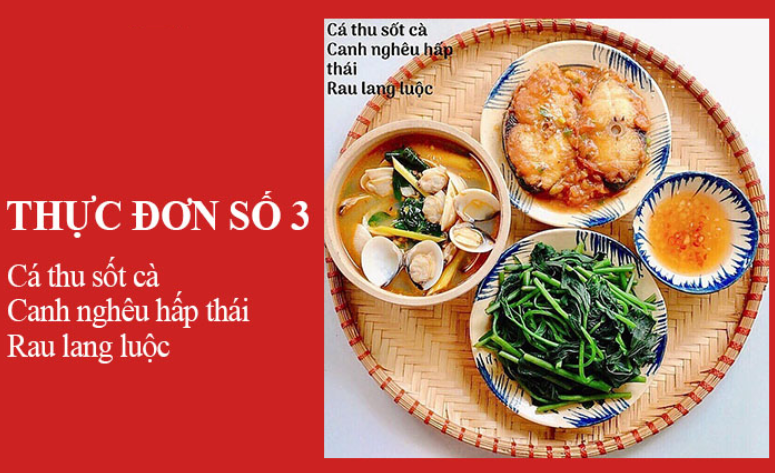 THỰC ĐƠN SỐ 3
Cá thu sốt cà
Canh nghêu hấp thái
Rau lang luộc
Cá thu sốt cà
Canh nghêu hấp
thái
Rau lang luộc